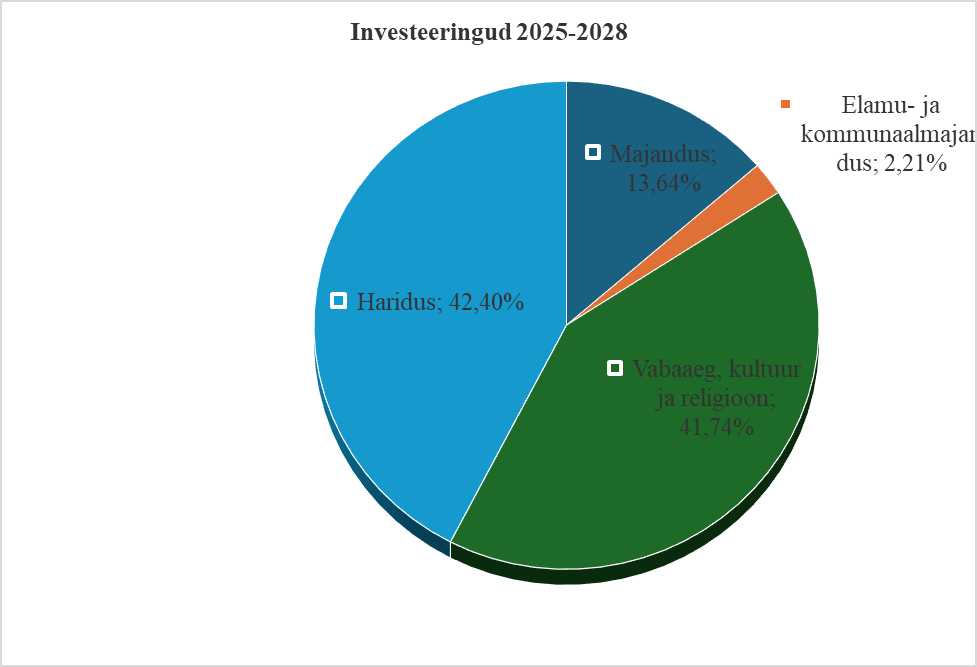 Investeeringud 2025-2028
Elamu- ja
kommunaalmajan
dus; 2,21%
Majandus;
13,64%
Haridus; 42,40%
Vabaaeg, kultuur
ja religioon;
41,74%